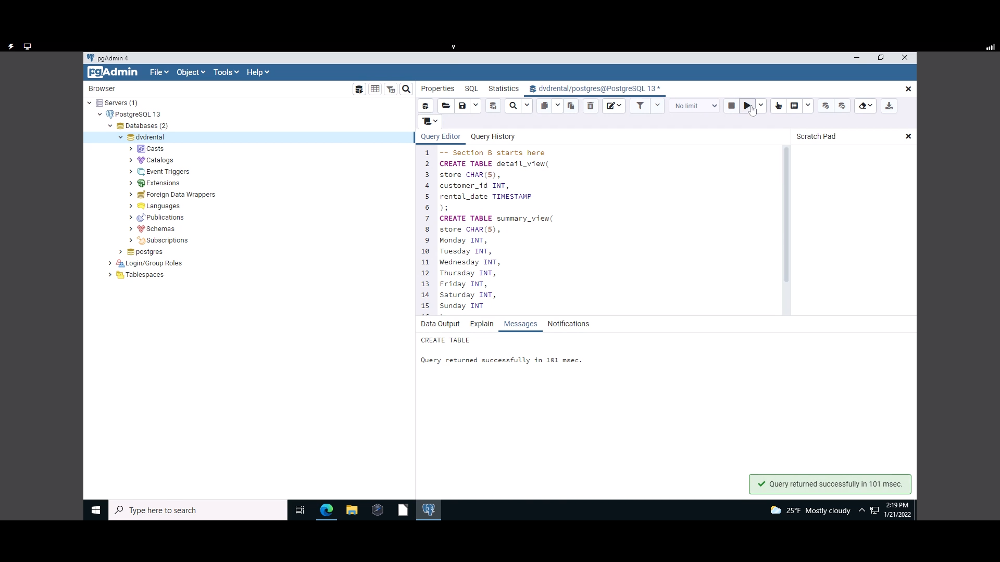 pgAdmin 4
pgAdmin File Object Tools Help
Browser
Properties SQL Statistics dvdrental/postgres@PostgreSQL 13 *
Servers (1)
PostgreSQL 13
Databases (2)
dvdrental
Casts
Catalogs
Event Triggers
Extensions
Foreign Data Wrappers
Languages
Publications
Schemas
Subscriptions
postgres
Login/Group Roles
Tablespaces
No limit
Query Editor Query History
Scratch Pad
1 -- Section B starts here
2 CREATE TABLE detail_view(
3 store CHAR(5),
4 customer_id INT,
5 rental_date TIMESTAMP
6 );
7 CREATE TABLE summary_view(
8 store CHAR(5),
9 Monday INT,
10 Tuesday INT,
11 Wednesday INT,
12 Thursday INT,
13 Friday INT,
14 Saturday INT,
15 Sunday INT
Data Output Explain Messages Notifications
CREATE TABLE
Query returned successfully in 101 msec.
Query returned successfully in 101 msec.
Type here to search
25°F Mostly cloudy
2:19 PM
1/21/2022